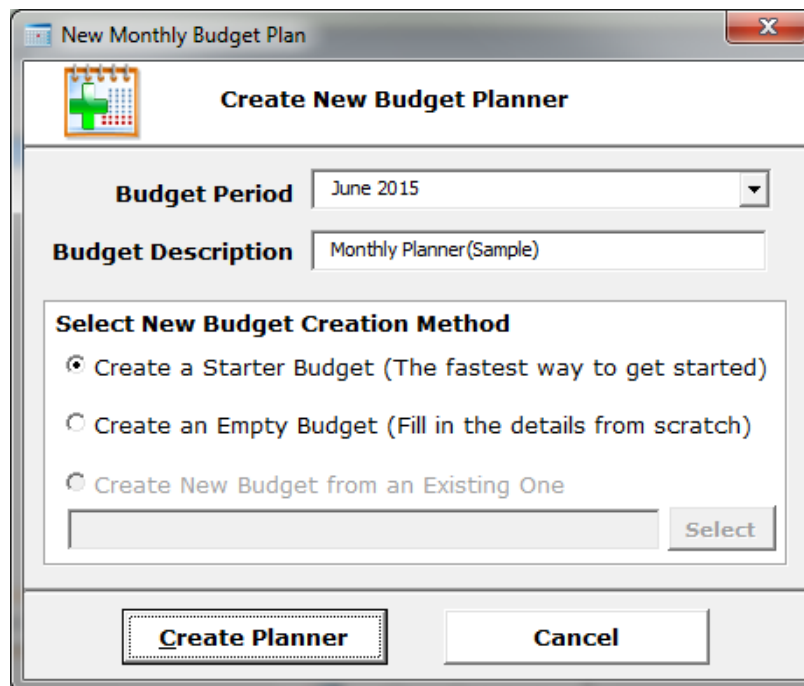 New Monthly Budget Plan
Create New Budget Planner
Budget Period June 2015
Budget Description Monthly Planner(Sample)
Select New Budget Creation Method
Create a Starter Budget (The fastest way to get started)
Create an Empty Budget (Fill in the details from scratch)
Create New Budget from an Existing One
Select
Create Planner Cancel